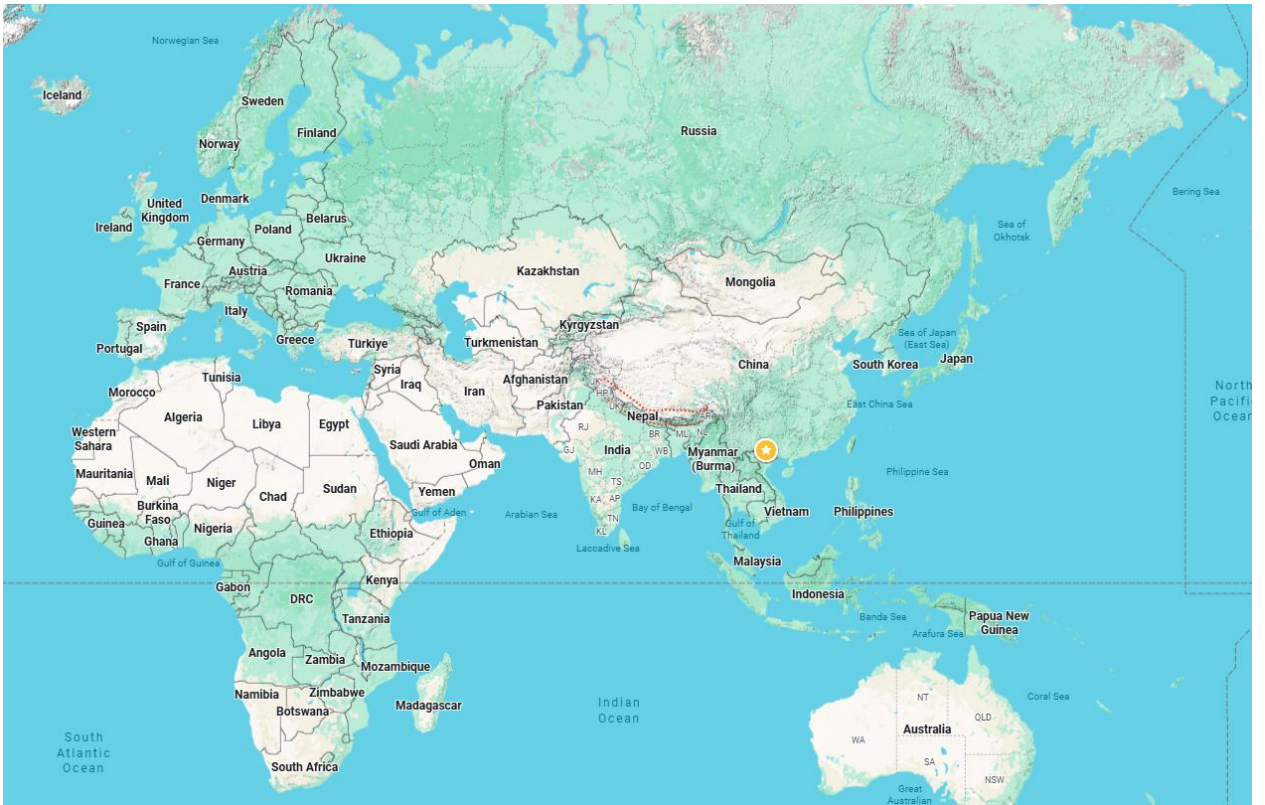 Norwegian Sea
Iceland
Sweden
Finland
Norway
Russia
Denmark
United
Kingdom
Ireland
Belarus
Poland
Germany
Ukraine
Austria
France
Romania
Italy
Spain
Greece
Portugal
Türkiye
Kazakhstan
Mongolia
Kyrgyzstan
Turkmenistan
China
Bering Sea
Sea of
Okhotsk
Sea of Japan
(East Sea)
South Korea
Japan
East China Sea
North
Pacific
Ocean
Tunisia
Syria
Iraq
Iran
Afghanistan
Pakistan
Morocco
Algeria
Libya
Egypt
Western
Sahara
Saudi Arabia
Oman
Mauritania
Mali
Niger
Chad
Sudan
Yemen
Gulf of Aden
Burkina
Faso
Guinea
Ghana
Nigeria
Ethiopia
Gulf of Guinea
HP
UK
Nepal
AR
RJ
BR
ML
NL
GJ
India
WB
MH
OD
TS
KA
AP
TN
KL
Myanmar
(Burma)
Thailand
Vietnam
Philippines
Philippine Sea
Arabian Sea
Bay of Bengal
Gulf of
Thailand
Laccadive Sea
Malaysia
Indonesia
Gabon
DRC
Kenya
Tanzania
Angola
Zambia
Mozambique
Namibia
Zimbabwe
Botswana
Madagascar
South Africa
South
Atlantic
Ocean
Indian
Ocean
Banda Sea
Arafura Sea
Papua New
Guinea
Coral Sea
NT
QLD
Australia
WA
SA
NSW
Great
Australian